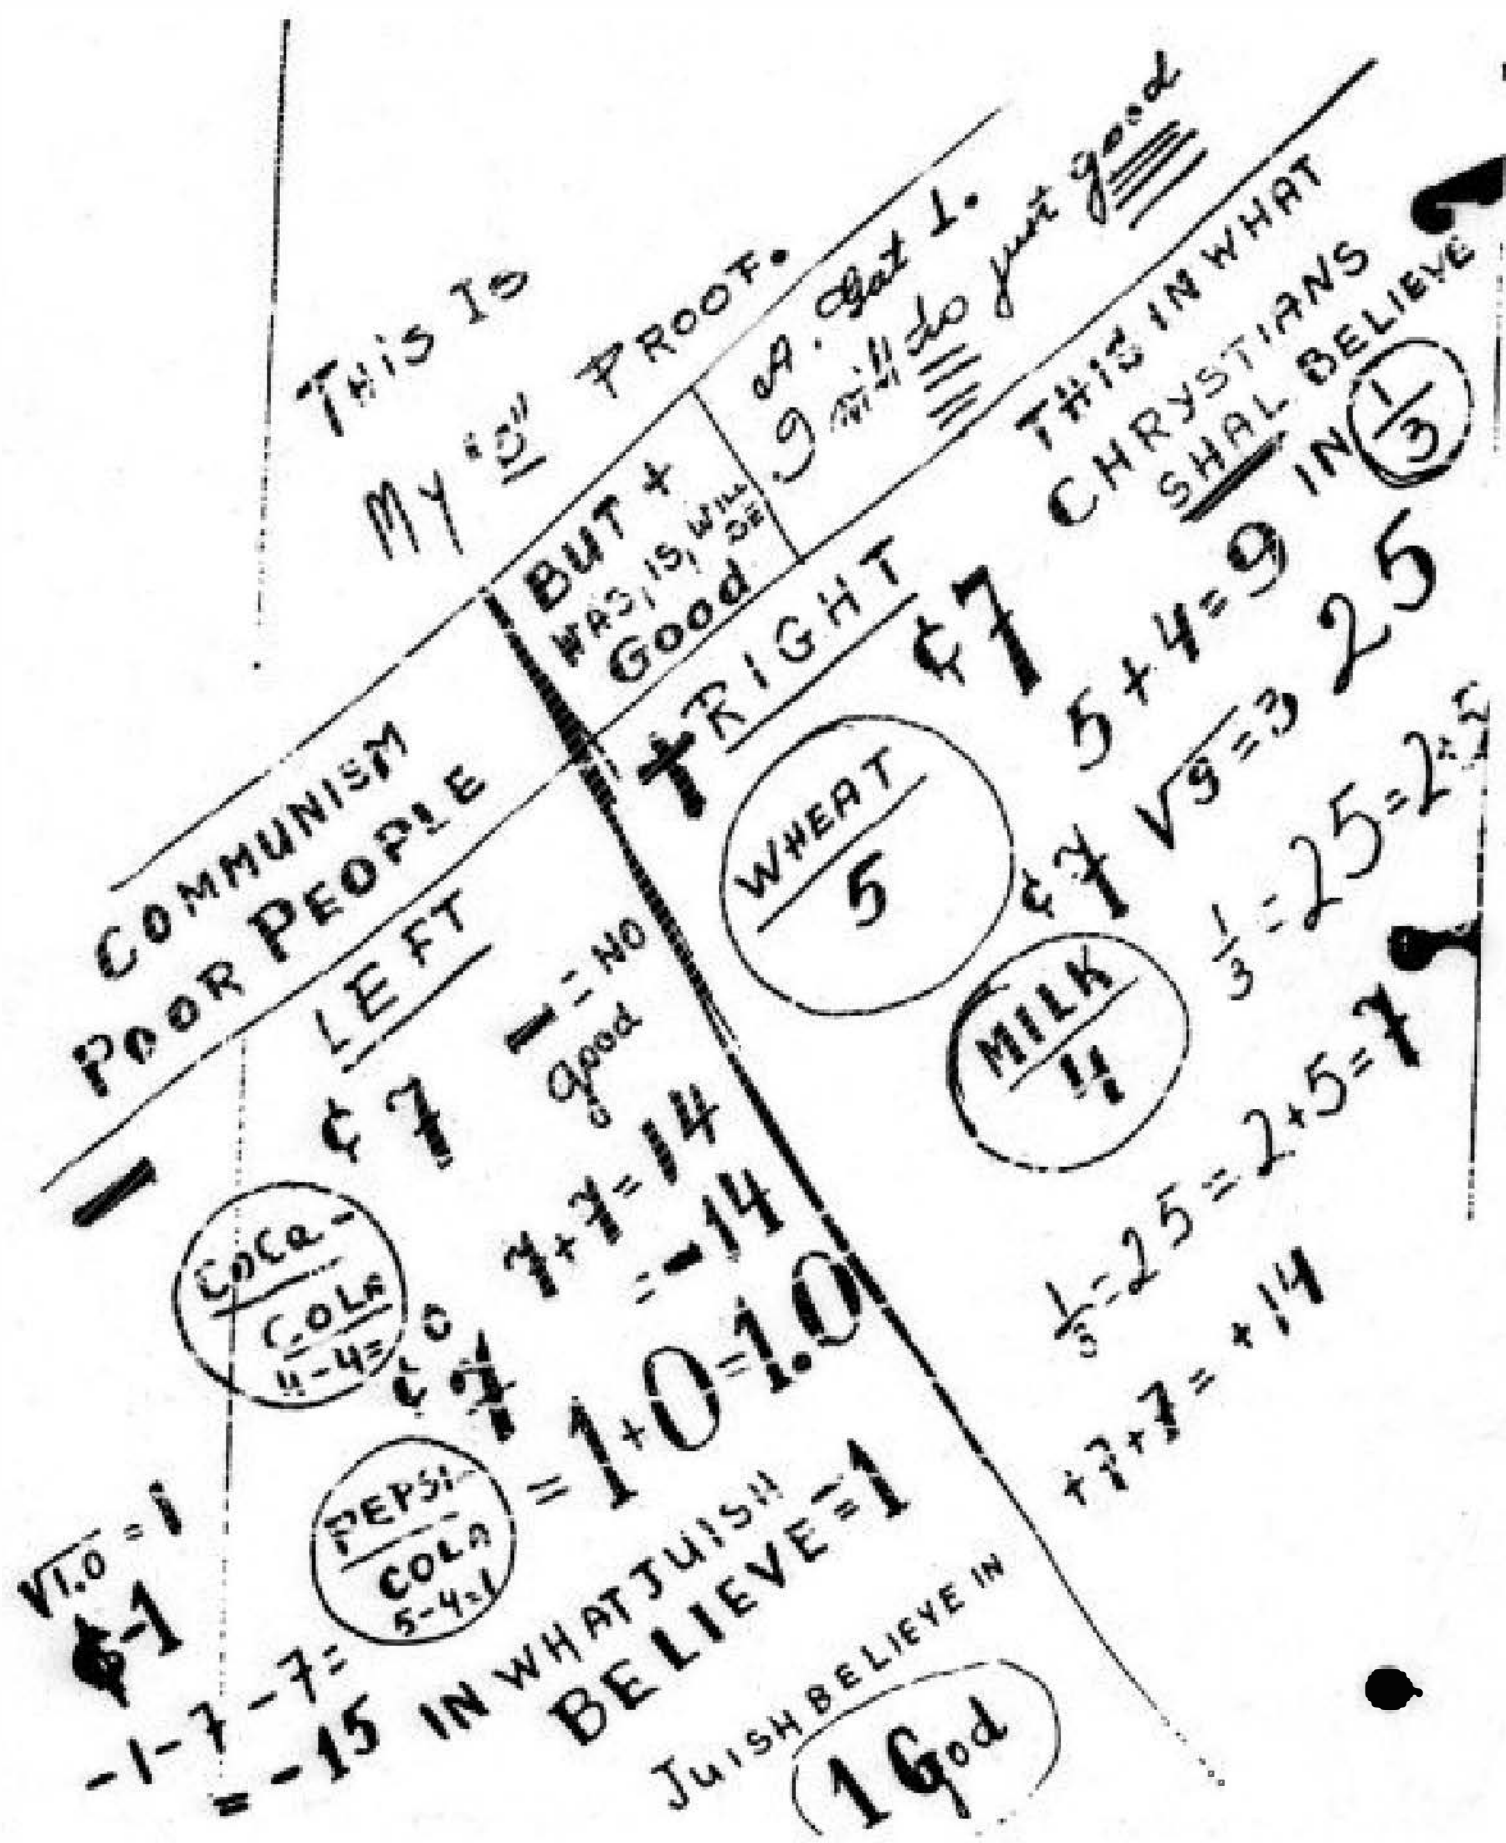 THIS IS
MY "O" PROOF.
BUT +
WAS, IS, WILL
BE
GOOD
A. Gat 1.
I will do just good
COMMUNISM
POOR PEOPLE
LEFT
— = NO
good
¢ 7
COCA-
COLA
4-4=
0
¢ 7
PEPSI-
COLA
5-4=1
7+7=14
=-14
=1+0=1.0
√1.0=1
-1
-1-7-7=
=-15 IN WHAT JUISH
BELIEVE=-1
JUISH BELIEVE IN
1 God
+ RIGHT
¢ 7
WHEAT
5
¢ 7
MILK
4
THIS IN WHAT
CHRYSTIANS
SHAL BELIEVE
IN 1/3
5+4=9
√9=3 25
1/3=25=2+5
1/3=25=2+5=7
+7+7=+14